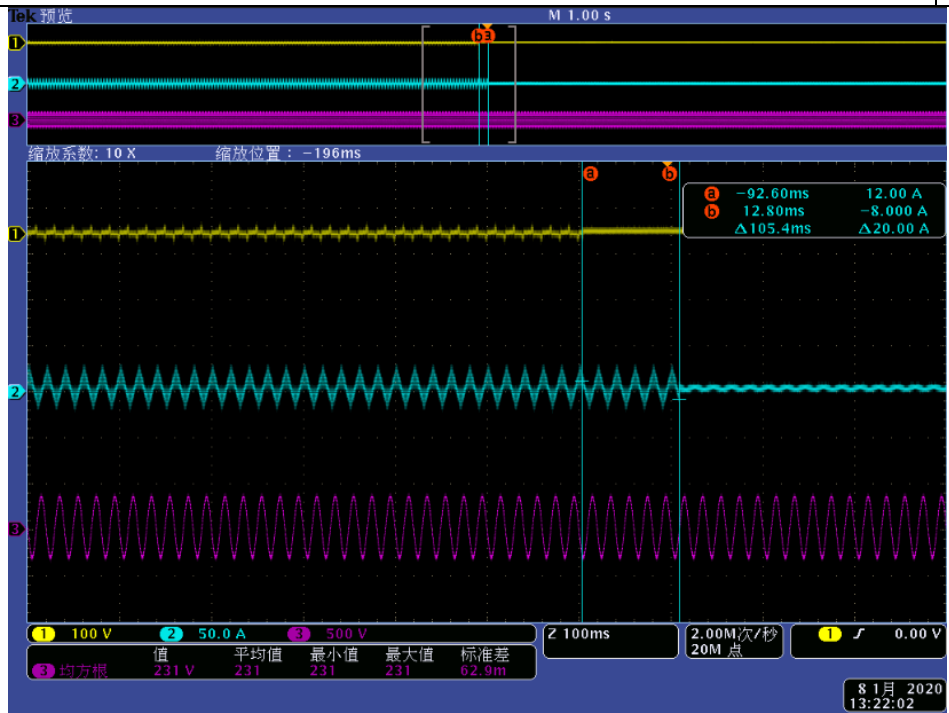 Tek 预览 M 1.00 s
b a
1
2
3
缩放系数: 10 X 缩放位置: −196ms
a b
a −92.60ms 12.00 A
b 12.80ms −8.000 A
Δ105.4ms Δ20.00 A
1
2
3
1 100 V 2 50.0 A 3 500 V Z 100ms 2.00M次/秒 1 0.00 V
20M 点
值 平均值 最小值 最大值 标准差
3 均方根 231 V 231 231 231 62.9m
8 1月 2020
13:22:02